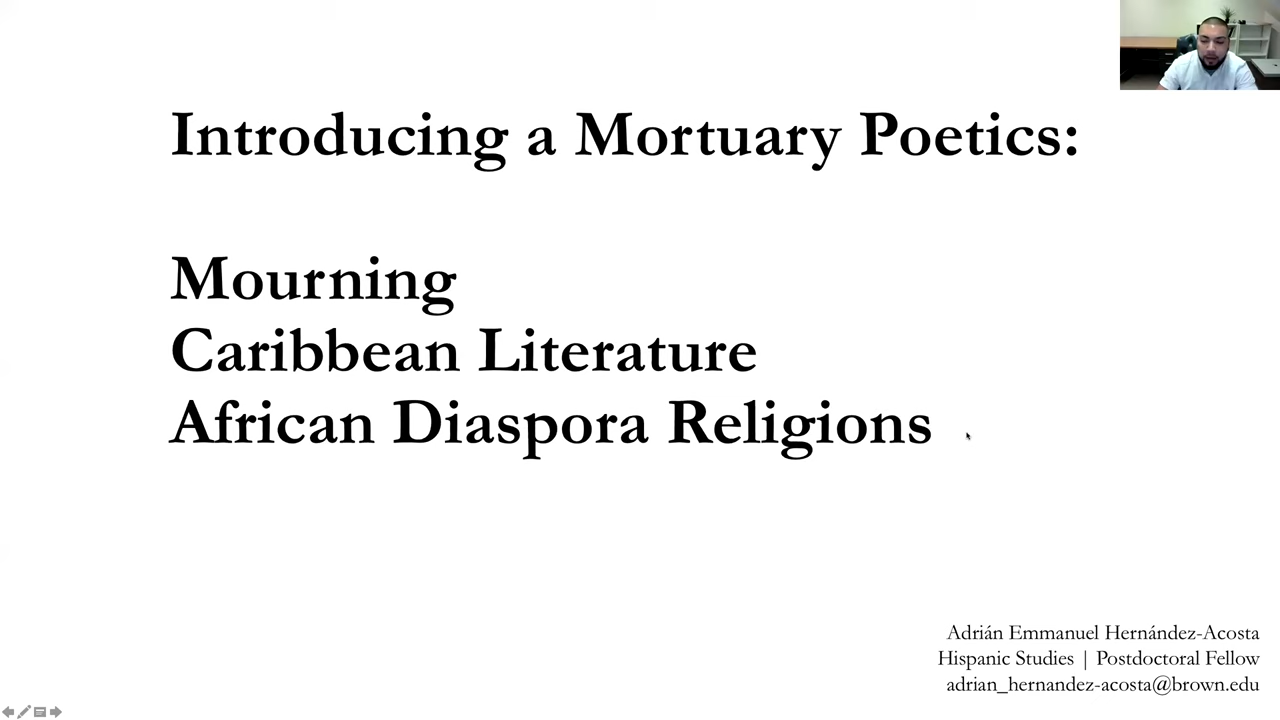 Introducing a Mortuary Poetics:
Mourning
Caribbean Literature
African Diaspora Religions
Adrián Emmanuel Hernández-Acosta
Hispanic Studies | Postdoctoral Fellow
adrian_hernandez-acosta@brown.edu